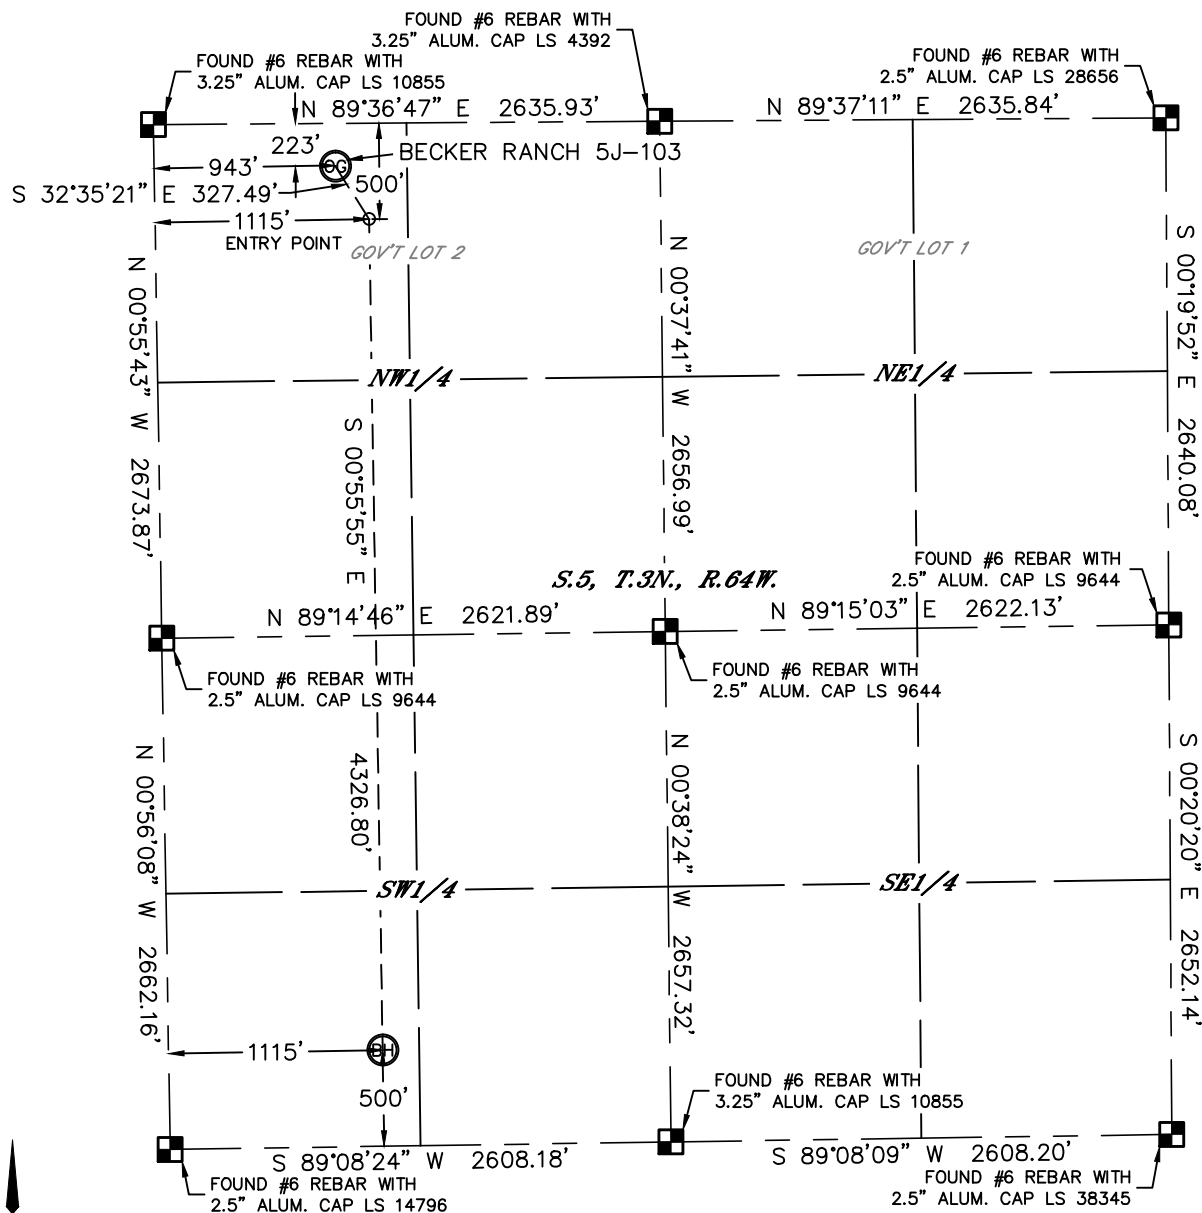 FOUND #6 REBAR WITH
3.25" ALUM. CAP LS 4392
FOUND #6 REBAR WITH
3.25" ALUM. CAP LS 10855
FOUND #6 REBAR WITH
2.5" ALUM. CAP LS 28656
N 89°36'47" E 2635.93'
N 89°37'11" E 2635.84'
223'
BECKER RANCH 5J-103
943'
OG
S 32°35'21" E 327.49'
500'
1115'
ENTRY POINT
GOV'T LOT 2
GOV'T LOT 1
N 00°55'43" W 2673.87'
N 00°37'41" W 2656.99'
S 00°19'52" E 2640.08'
NW1/4
NE1/4
S 00°55'55" E
4326.80'
S.5, T.3N., R.64W.
FOUND #6 REBAR WITH
2.5" ALUM. CAP LS 9644
N 89°14'46" E 2621.89'
N 89°15'03" E 2622.13'
FOUND #6 REBAR WITH
2.5" ALUM. CAP LS 9644
FOUND #6 REBAR WITH
2.5" ALUM. CAP LS 9644
N 00°56'08" W 2662.16'
N 00°38'24" W 2657.32'
S 00°20'20" E 2652.14'
SW1/4
SE1/4
1115'
BH
500'
FOUND #6 REBAR WITH
3.25" ALUM. CAP LS 10855
S 89°08'24" W 2608.18'
S 89°08'09" W 2608.20'
FOUND #6 REBAR WITH
2.5" ALUM. CAP LS 14796
FOUND #6 REBAR WITH
2.5" ALUM. CAP LS 38345